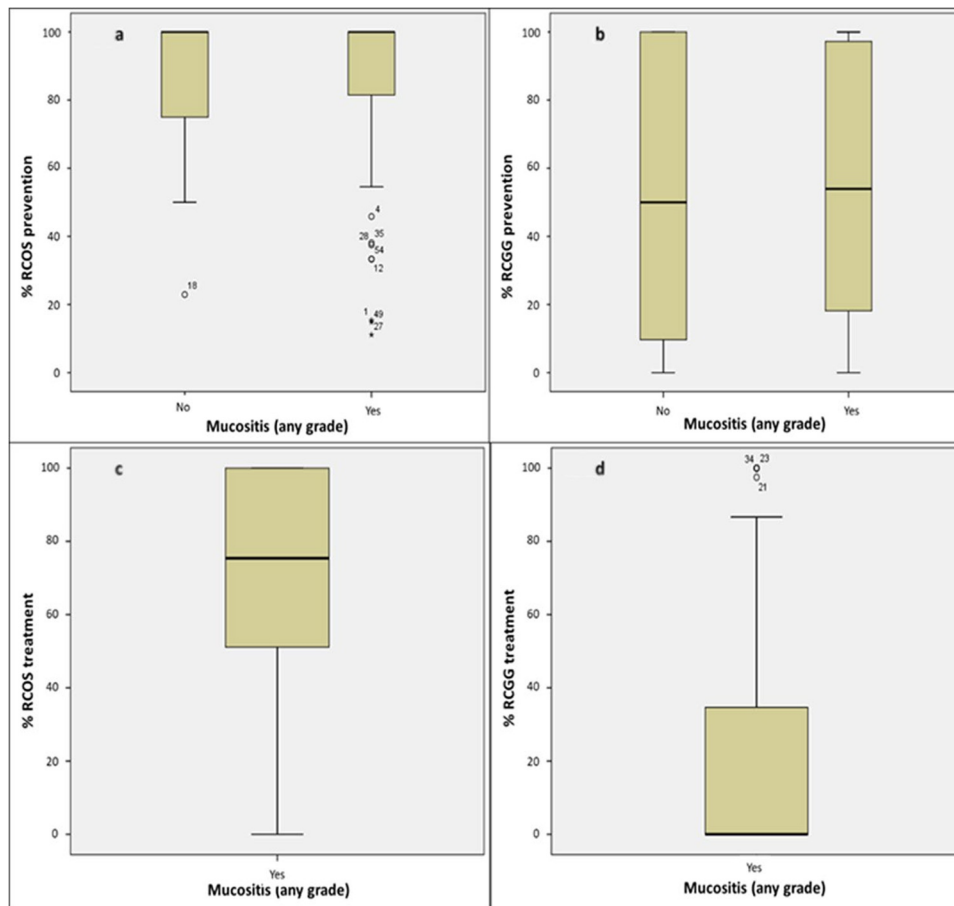 a
% RCOS prevention
100
80
60
40
20
0
18
4
35
28
54
12
1
49
27
No
Yes
Mucositis (any grade)
b
% RCGG prevention
100
80
60
40
20
0
No
Yes
Mucositis (any grade)
c
% RCOS treatment
100
80
60
40
20
0
Yes
Mucositis (any grade)
d
% RCGG treatment
100
80
60
40
20
0
34
23
21
Yes
Mucositis (any grade)